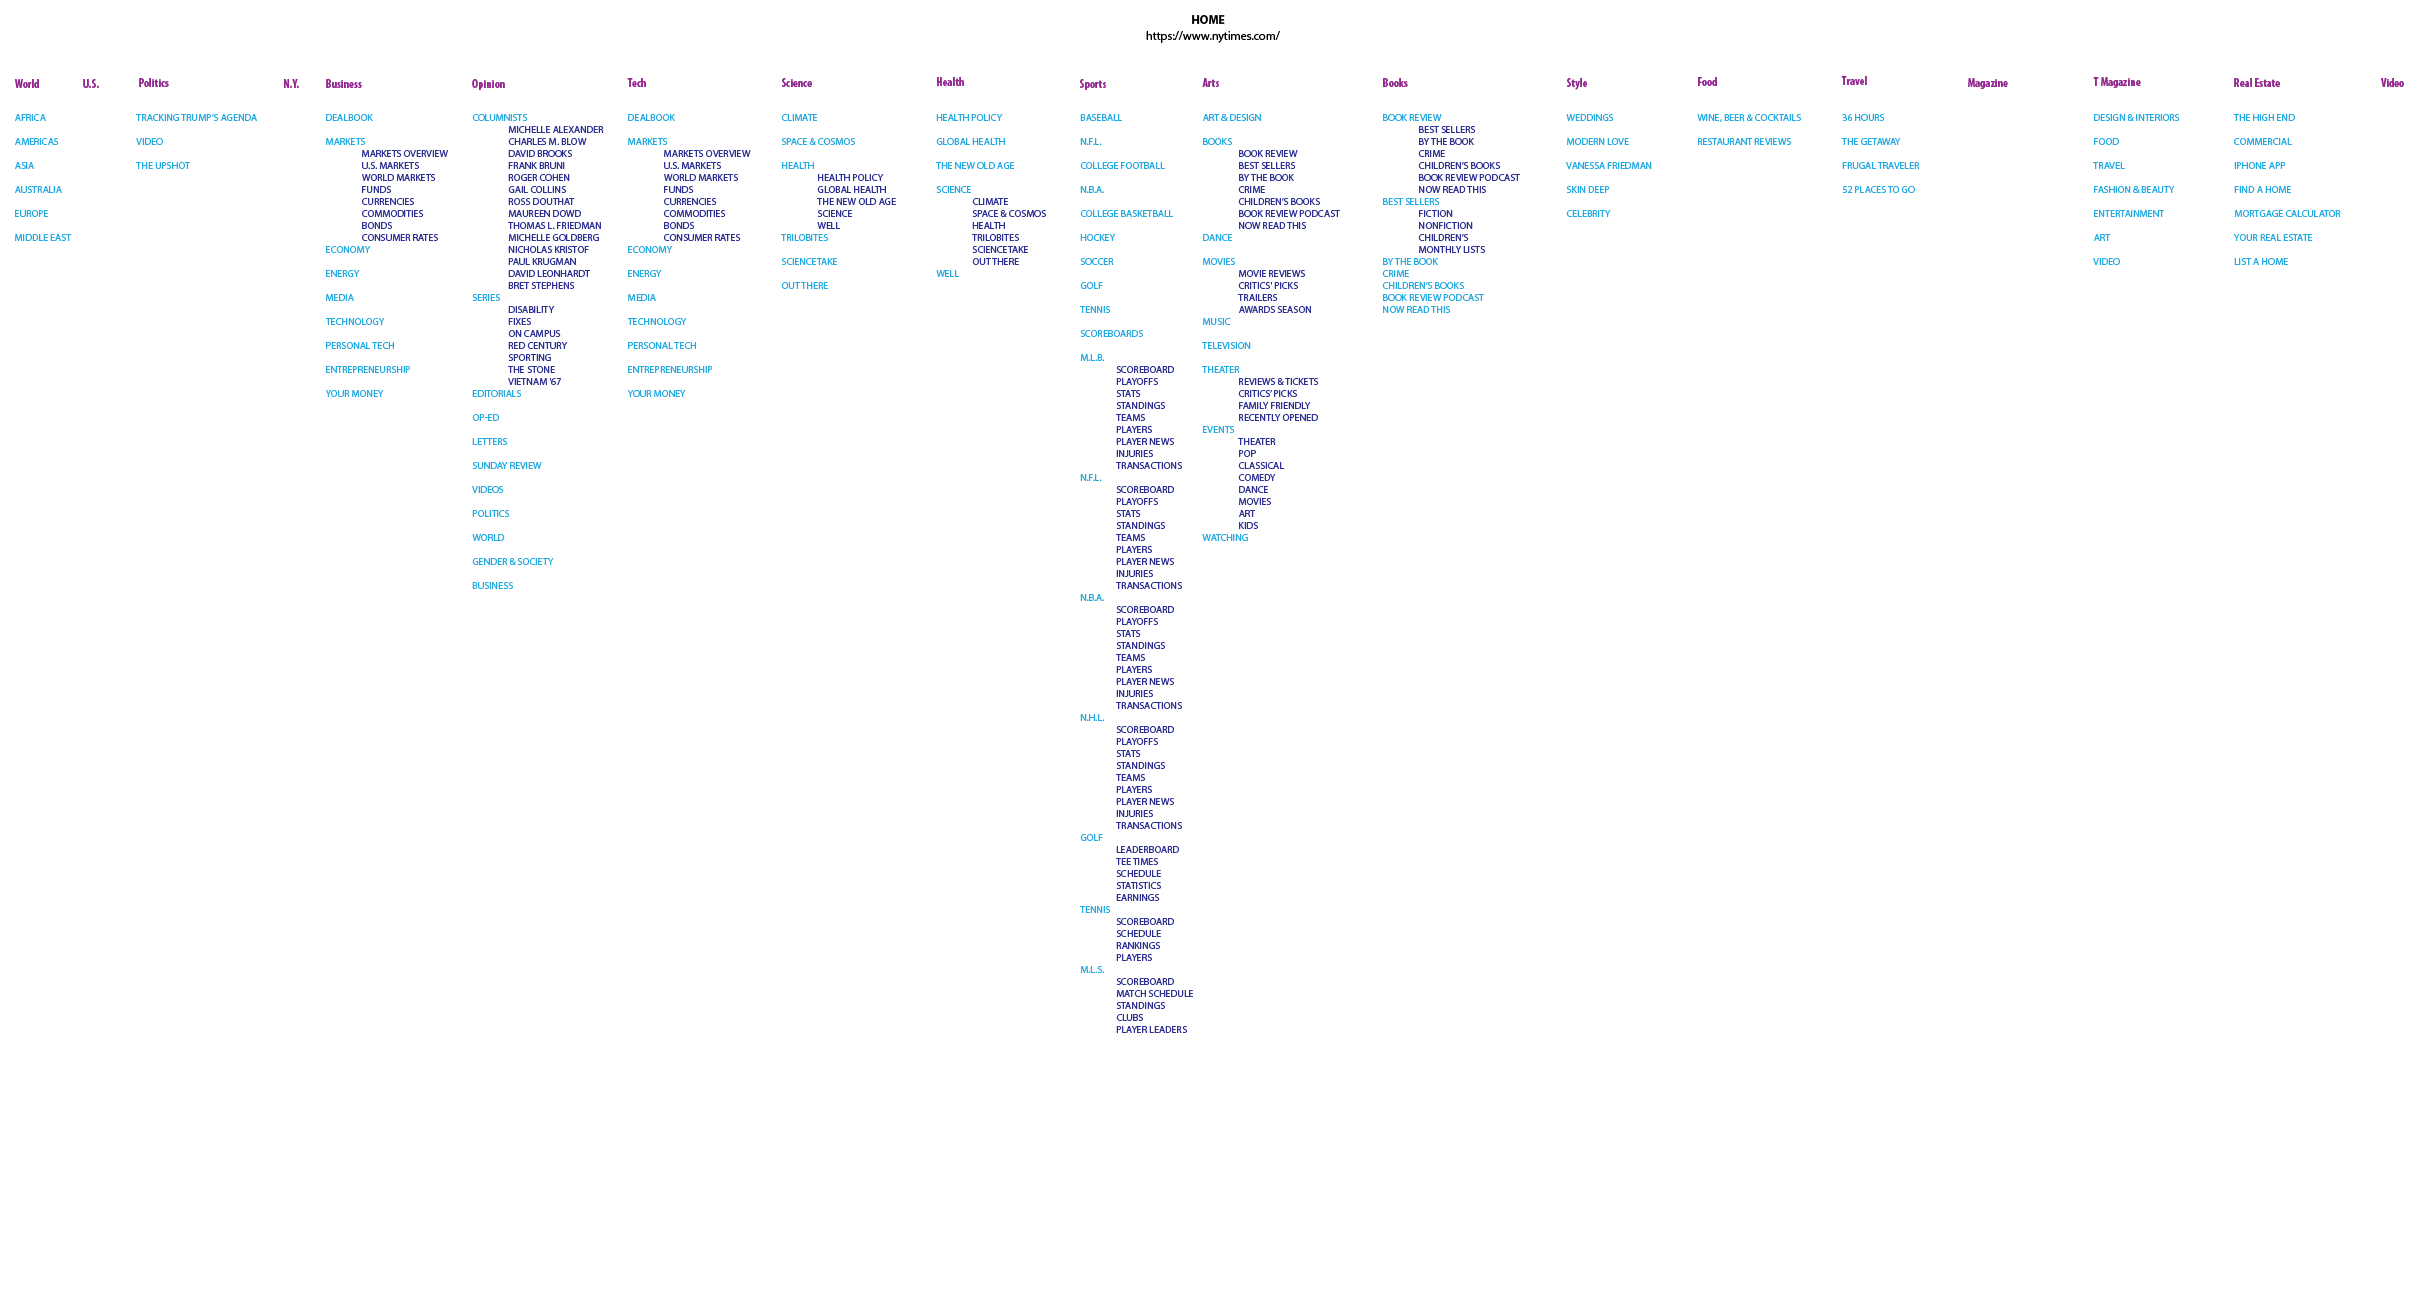 HOME
https://www.nytimes.com/
World
AFRICA
AMERICAS
ASIA
AUSTRALIA
EUROPE
MIDDLE EAST
U.S.
Politics
TRACKING TRUMP'S AGENDA
VIDEO
THE UPSHOT
N.Y.
Business
DEALBOOK
MARKETS
MARKETS OVERVIEW
U.S. MARKETS
WORLD MARKETS
FUNDS
CURRENCIES
COMMODITIES
BONDS
CONSUMER RATES
ECONOMY
ENERGY
MEDIA
TECHNOLOGY
PERSONAL TECH
ENTREPRENEURSHIP
YOUR MONEY
Opinion
COLUMNISTS
MICHELLE ALEXANDER
CHARLES M. BLOW
DAVID BROOKS
FRANK BRUNI
ROGER COHEN
GAIL COLLINS
ROSS DOUTHAT
MAUREEN DOWD
THOMAS L. FRIEDMAN
MICHELLE GOLDBERG
NICHOLAS KRISTOF
PAUL KRUGMAN
DAVID LEONHARDT
BRET STEPHENS
SERIES
DISABILITY
FIXES
ON CAMPUS
RED CENTURY
SPORTING
THE STONE
VIETNAM '67
EDITORIALS
OP-ED
LETTERS
SUNDAY REVIEW
VIDEOS
POLITICS
WORLD
GENDER & SOCIETY
BUSINESS
Tech
DEALBOOK
MARKETS
MARKETS OVERVIEW
U.S. MARKETS
WORLD MARKETS
FUNDS
CURRENCIES
COMMODITIES
BONDS
CONSUMER RATES
ECONOMY
ENERGY
MEDIA
TECHNOLOGY
PERSONAL TECH
ENTREPRENEURSHIP
YOUR MONEY
Science
CLIMATE
SPACE & COSMOS
HEALTH
HEALTH POLICY
GLOBAL HEALTH
THE NEW OLD AGE
SCIENCE
WELL
TRILOBITES
SCIENCETAKE
OUT THERE
Health
HEALTH POLICY
GLOBAL HEALTH
THE NEW OLD AGE
SCIENCE
CLIMATE
SPACE & COSMOS
HEALTH
TRILOBITES
SCIENCETAKE
OUT THERE
WELL
Sports
BASEBALL
N.F.L.
COLLEGE FOOTBALL
N.B.A.
COLLEGE BASKETBALL
HOCKEY
SOCCER
GOLF
TENNIS
SCOREBOARDS
M.L.B.
SCOREBOARD
PLAYOFFS
STATS
STANDINGS
TEAMS
PLAYERS
PLAYER NEWS
INJURIES
TRANSACTIONS
N.F.L.
SCOREBOARD
PLAYOFFS
STATS
STANDINGS
TEAMS
PLAYERS
PLAYER NEWS
INJURIES
TRANSACTIONS
N.B.A.
SCOREBOARD
PLAYOFFS
STATS
STANDINGS
TEAMS
PLAYERS
PLAYER NEWS
INJURIES
TRANSACTIONS
N.H.L.
SCOREBOARD
PLAYOFFS
STATS
STANDINGS
TEAMS
PLAYERS
PLAYER NEWS
INJURIES
TRANSACTIONS
GOLF
LEADERBOARD
TEE TIMES
SCHEDULE
STATISTICS
EARNINGS
TENNIS
SCOREBOARD
SCHEDULE
RANKINGS
PLAYERS
M.L.S.
SCOREBOARD
MATCH SCHEDULE
STANDINGS
CLUBS
PLAYER LEADERS
Arts
ART & DESIGN
BOOKS
BOOK REVIEW
BEST SELLERS
BY THE BOOK
CRIME
CHILDREN'S BOOKS
BOOK REVIEW PODCAST
NOW READ THIS
DANCE
MOVIES
MOVIE REVIEWS
CRITICS' PICKS
TRAILERS
AWARDS SEASON
MUSIC
TELEVISION
THEATER
REVIEWS & TICKETS
CRITICS' PICKS
FAMILY FRIENDLY
RECENTLY OPENED
EVENTS
THEATER
POP
CLASSICAL
COMEDY
DANCE
MOVIES
ART
KIDS
WATCHING
Books
BOOK REVIEW
BEST SELLERS
BY THE BOOK
CRIME
CHILDREN'S BOOKS
BOOK REVIEW PODCAST
NOW READ THIS
BEST SELLERS
FICTION
NONFICTION
CHILDREN'S
MONTHLY LISTS
BY THE BOOK
CRIME
CHILDREN'S BOOKS
BOOK REVIEW PODCAST
NOW READ THIS
Style
WEDDINGS
MODERN LOVE
VANESSA FRIEDMAN
SKIN DEEP
CELEBRITY
Food
WINE, BEER & COCKTAILS
RESTAURANT REVIEWS
Travel
36 HOURS
THE GETAWAY
FRUGAL TRAVELER
52 PLACES TO GO
Magazine
T Magazine
DESIGN & INTERIORS
FOOD
TRAVEL
FASHION & BEAUTY
ENTERTAINMENT
ART
VIDEO
Real Estate
THE HIGH END
COMMERCIAL
IPHONE APP
FIND A HOME
MORTGAGE CALCULATOR
YOUR REAL ESTATE
LIST A HOME
Video